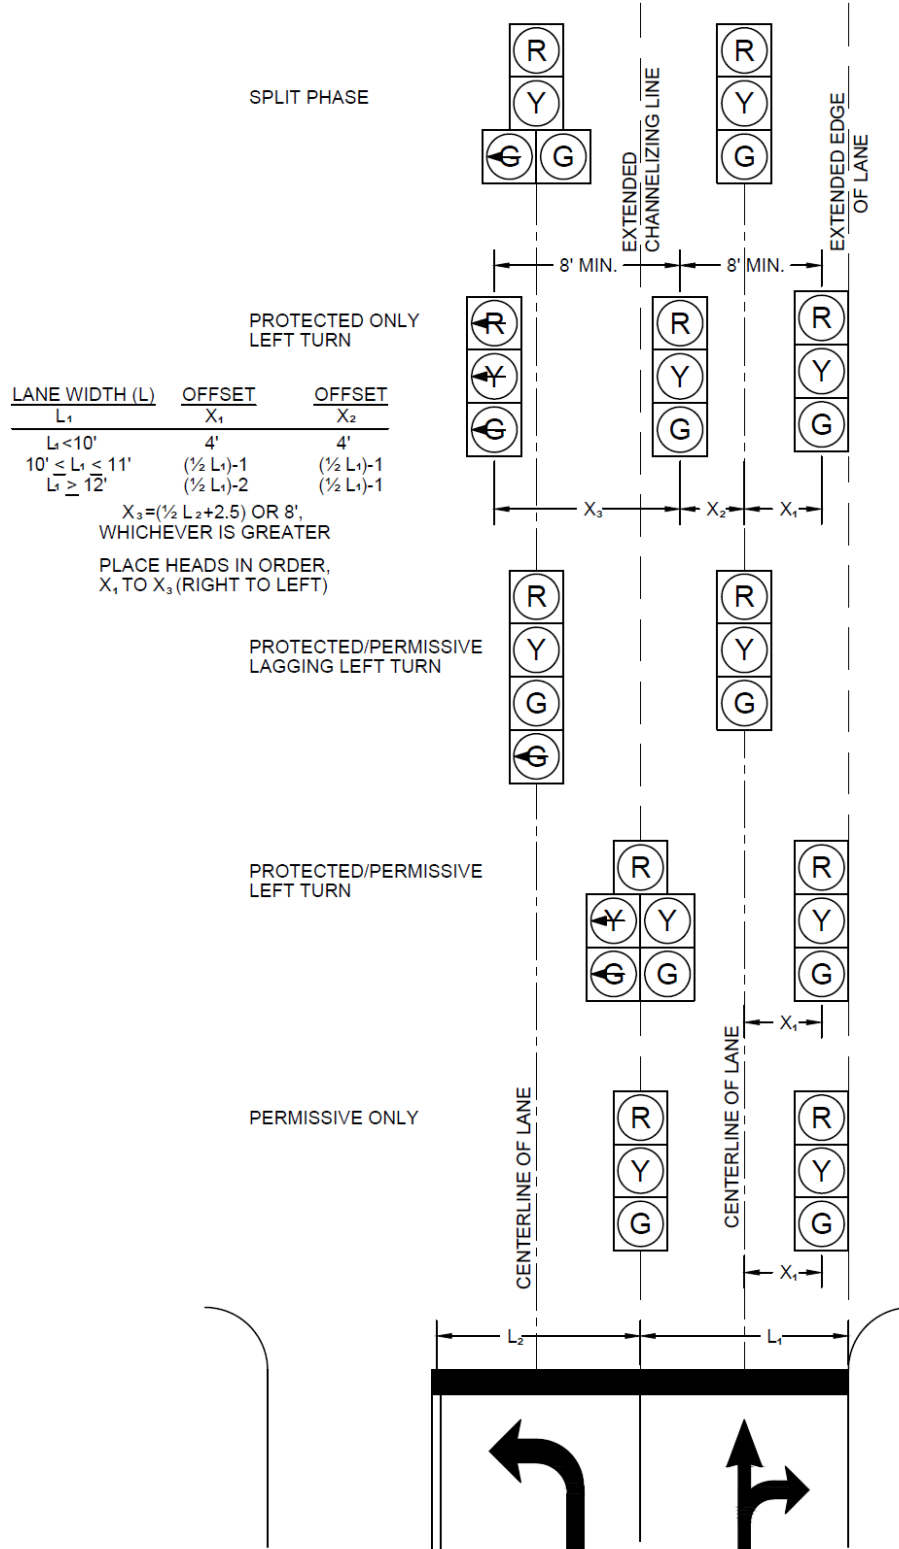 R
R
SPLIT PHASE
Y
Y
G
G
G
EXTENDED
CHANNELIZING LINE
EXTENDED EDGE
OF LANE
8' MIN.
8' MIN.
PROTECTED ONLY
LEFT TURN
R
R
R
Y
Y
Y
G
G
G
LANE WIDTH (L) OFFSET OFFSET
L₁ X₁ X₂
L₁<10' 4' 4'
10' ≤ L₁ ≤ 11' (½ L₁)-1 (½ L₁)-1
L₁ ≥ 12' (½ L₁)-2 (½ L₁)-1
X₃=(½ L₂+2.5) OR 8',
WHICHEVER IS GREATER
PLACE HEADS IN ORDER,
X₁ TO X₃ (RIGHT TO LEFT)
X₃
X₂
X₁
PROTECTED/PERMISSIVE
LAGGING LEFT TURN
R
R
Y
Y
G
G
G
PROTECTED/PERMISSIVE
LEFT TURN
R
R
Y
Y
Y
G
G
G
X₁
CENTERLINE OF LANE
CENTERLINE OF LANE
PERMISSIVE ONLY
R
R
Y
Y
G
G
X₁
L₂
L₁